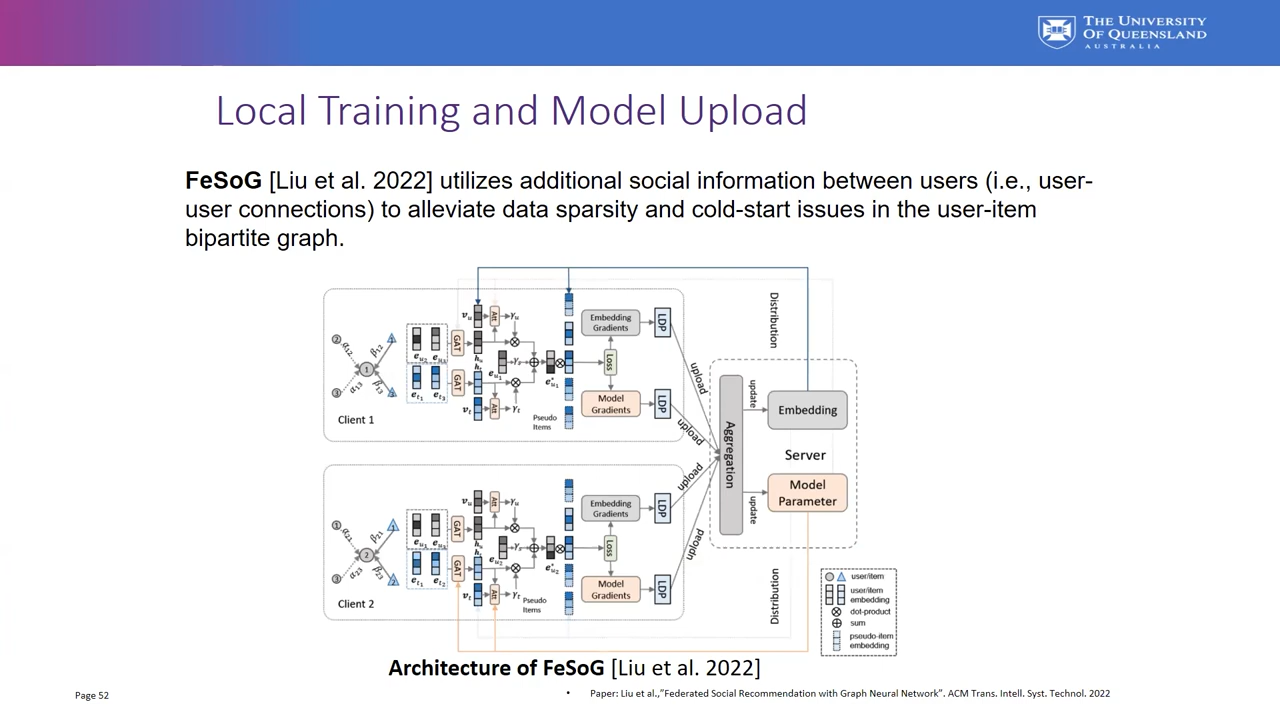 THE UNIVERSITY
OF QUEENSLAND
AUSTRALIA
Local Training and Model Upload
FeSoG [Liu et al. 2022] utilizes additional social information between users (i.e., user-
user connections) to alleviate data sparsity and cold-start issues in the user-item
bipartite graph.
Client 1
GAT
GAT
Att
Att
Pseudo
Items
Embedding
Gradients
Loss
Model
Gradients
LDP
LDP
upload
upload
Client 2
GAT
GAT
Att
Att
Pseudo
Items
Embedding
Gradients
Loss
Model
Gradients
LDP
LDP
upload
upload
Distribution
Aggregation
update
Embedding
Server
update
Model
Parameter
Distribution
user/item
user/item
embedding
dot-product
sum
pseudo-item
embedding
Architecture of FeSoG [Liu et al. 2022]
Page 52
• Paper: Liu et al.,"Federated Social Recommendation with Graph Neural Network". ACM Trans. Intell. Syst. Technol. 2022